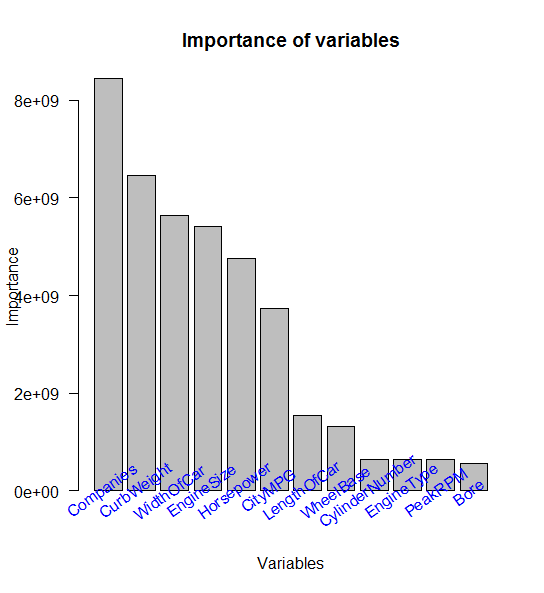 Importance of variables
Importance
8e+09
6e+09
4e+09
2e+09
0e+00
Companies
CurbWeight
WidthOfCar
EngineSize
Horsepower
CityMPG
LengthOfCar
WheelBase
CylinderNumber
EngineType
PeakRPM
Bore
Variables